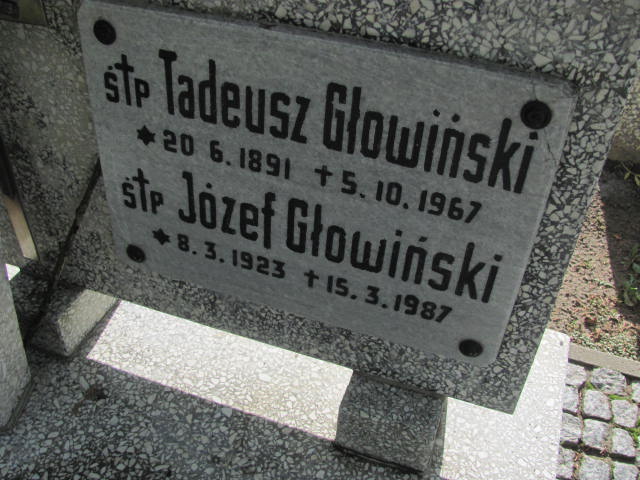 śtp Tadeusz Głowiński
* 20 6.1891 ✝ 5.10.1967
śtp Józef Głowiński
* 8.3.1923 ✝ 15.3.1987